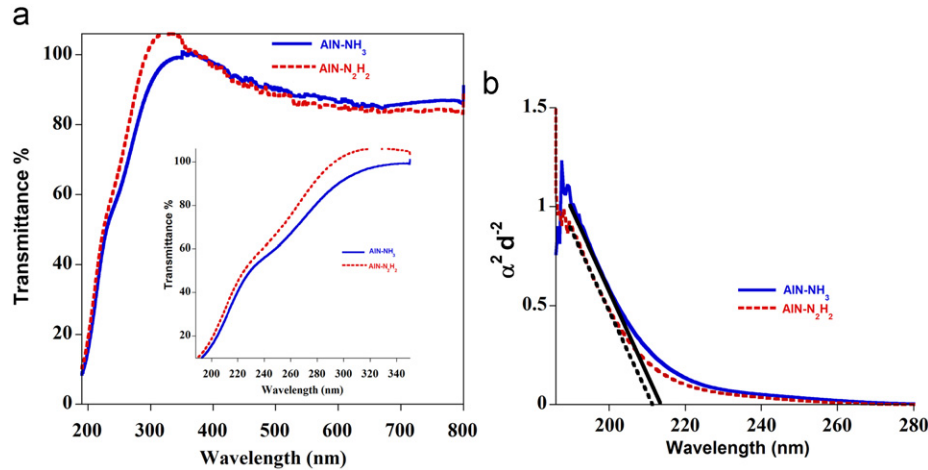 a
AlN-NH3
AlN-N2H2
100
80
60
40
20
0
Transmittance %
200 300 400 500 600 700 800
Wavelength (nm)
100
80
60
40
20
Transmittance %
AlN-NH3
AlN-N2H2
200 220 240 260 280 300 320 340
Wavelength (nm)
b
1.5
1
0.5
0
α² d⁻²
AlN-NH3
AlN-N2H2
200 220 240 260 280
Wavelength (nm)